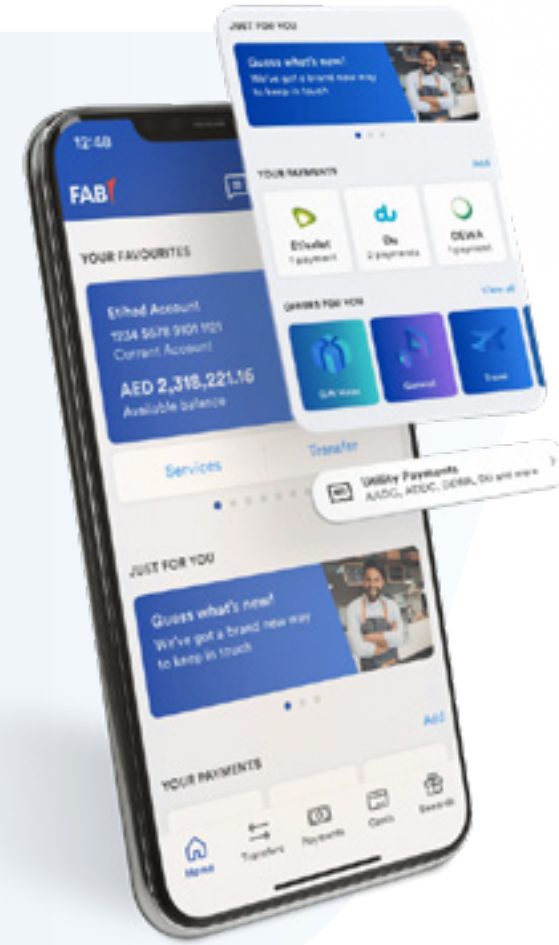 JUST FOR YOU
Guess what's new!
We've got a brand new way
to keep in touch
YOUR PAYMENTS
Add
Etisalat
1 payment
Du
2 payments
DEWA
1 payment
OFFERS FOR YOU
View all
Gift
General
Travel
Utility Payments
AADC, ADDC, DEWA, Du and more
12:48
FAB
YOUR FAVOURITES
Etihad Account
1234 5678 9101 1121
Current Account
AED 2,318,221.16
Available balance
Services
Transfer
JUST FOR YOU
Guess what's new!
We've got a brand new way
to keep in touch
Add
YOUR PAYMENTS
Home
Transfers
Payments
Cards
Rewards